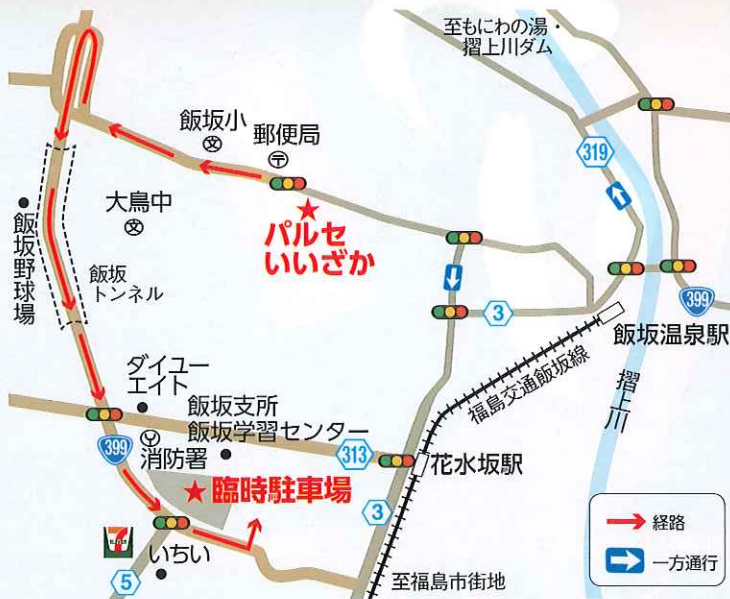 至もにわの湯・
摺上川ダム
飯坂小
郵便局
319
大鳥中
パルセ
いいざか
飯坂野球場
飯坂
トンネル
3
399
飯坂温泉駅
福島交通飯坂線
摺上川
ダイユー
エイト
飯坂支所
飯坂学習センター
399
消防署
313
花水坂駅
臨時駐車場
3
経路
いちい
一方通行
5
至福島市街地